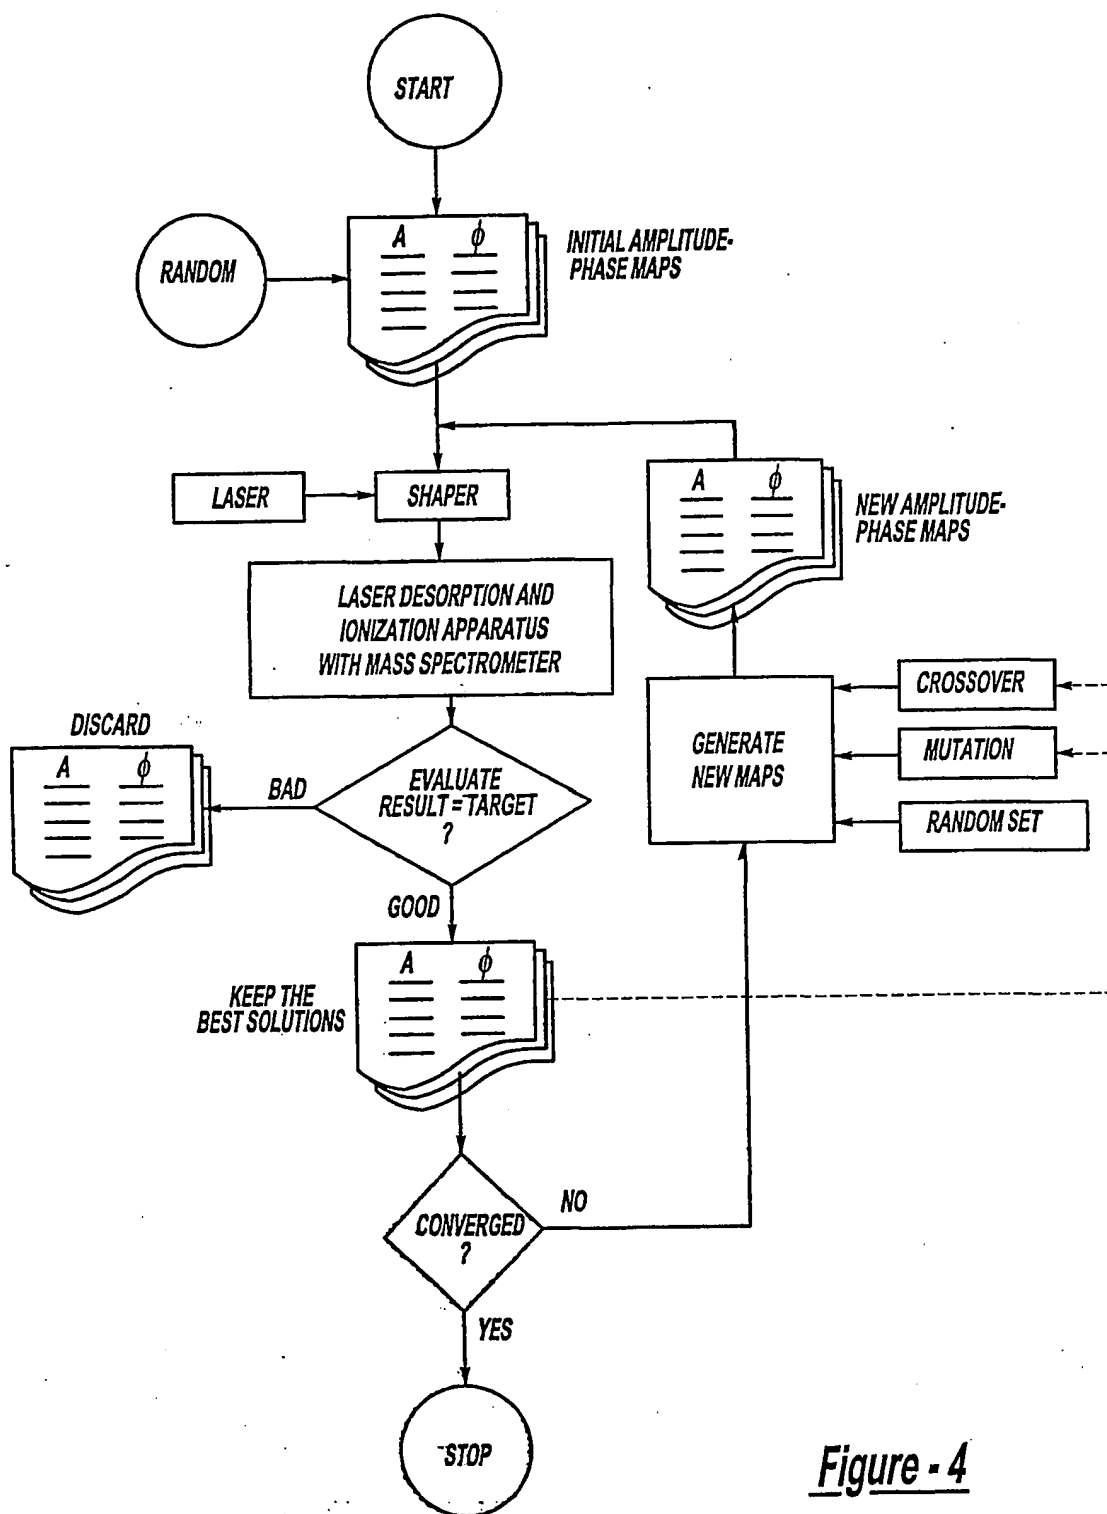 START
RANDOM
A ϕ
INITIAL AMPLITUDE-
PHASE MAPS
LASER
SHAPER
A ϕ
NEW AMPLITUDE-
PHASE MAPS
LASER DESORPTION AND
IONIZATION APPARATUS
WITH MASS SPECTROMETER
CROSSOVER
MUTATION
RANDOM SET
GENERATE
NEW MAPS
DISCARD
A ϕ
BAD
EVALUATE
RESULT = TARGET
?
GOOD
A ϕ
KEEP THE
BEST SOLUTIONS
CONVERGED
?
NO
YES
STOP
Figure - 4